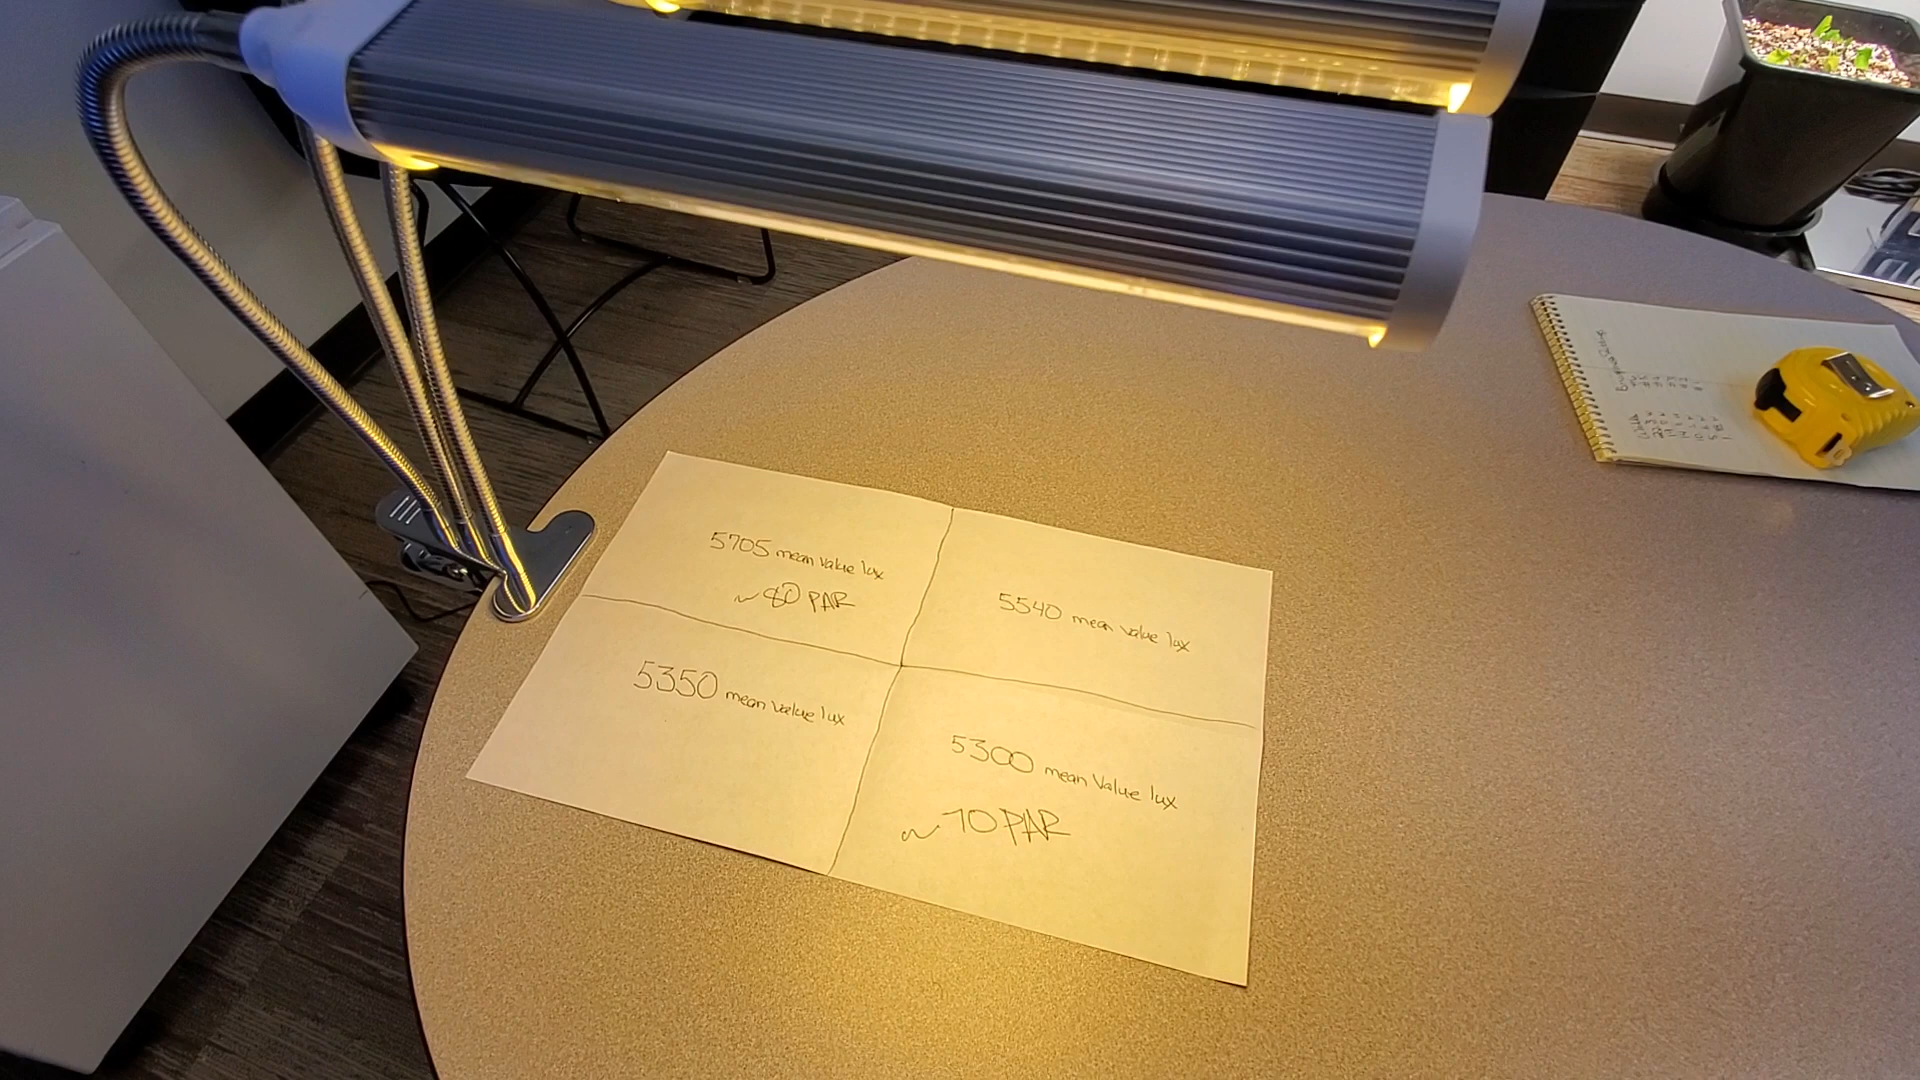 5705 mean value lux
~80 PAR
5540 mean value lux
5350 mean value lux
5300 mean Value lux
~70 PAR